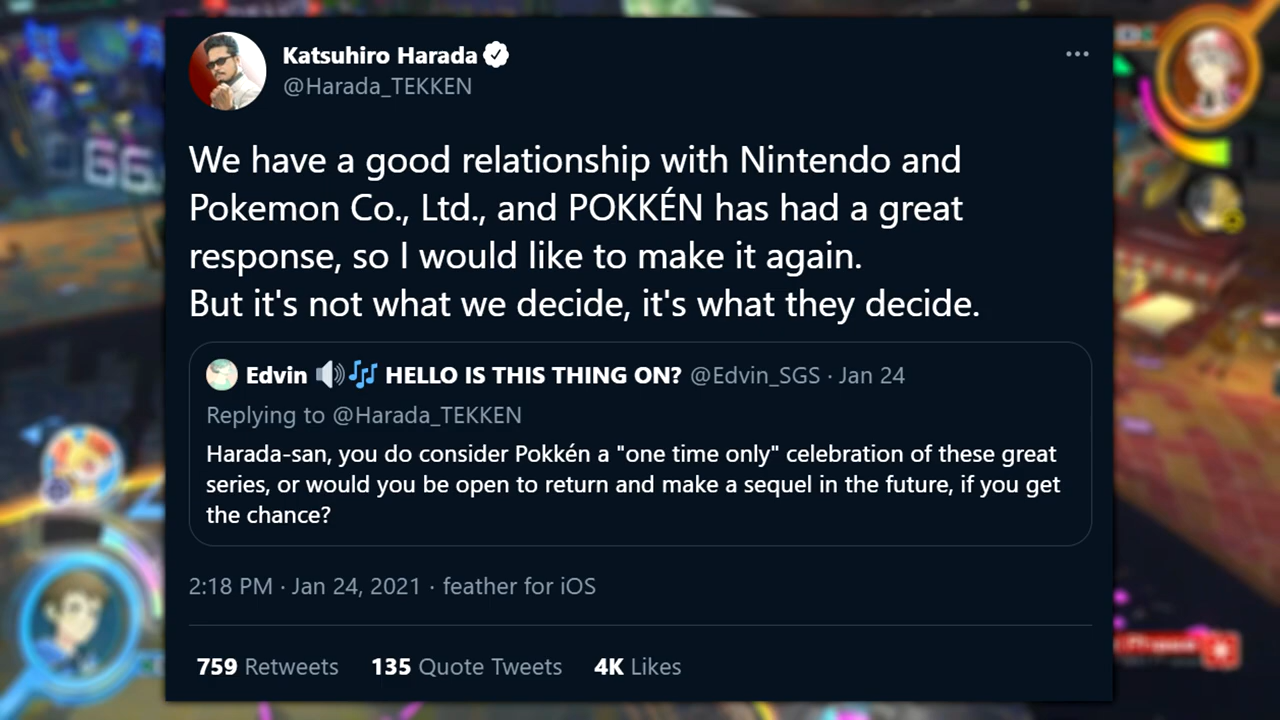 Katsuhiro Harada
@Harada_TEKKEN
We have a good relationship with Nintendo and
Pokemon Co., Ltd., and POKKÉN has had a great
response, so I would like to make it again.
But it's not what we decide, it's what they decide.
Edvin 🔊🎶 HELLO IS THIS THING ON? @Edvin_SGS · Jan 24
Replying to @Harada_TEKKEN
Harada-san, you do consider Pokkén a "one time only" celebration of these great
series, or would you be open to return and make a sequel in the future, if you get
the chance?
2:18 PM · Jan 24, 2021 · feather for iOS
759 Retweets 135 Quote Tweets 4K Likes
66